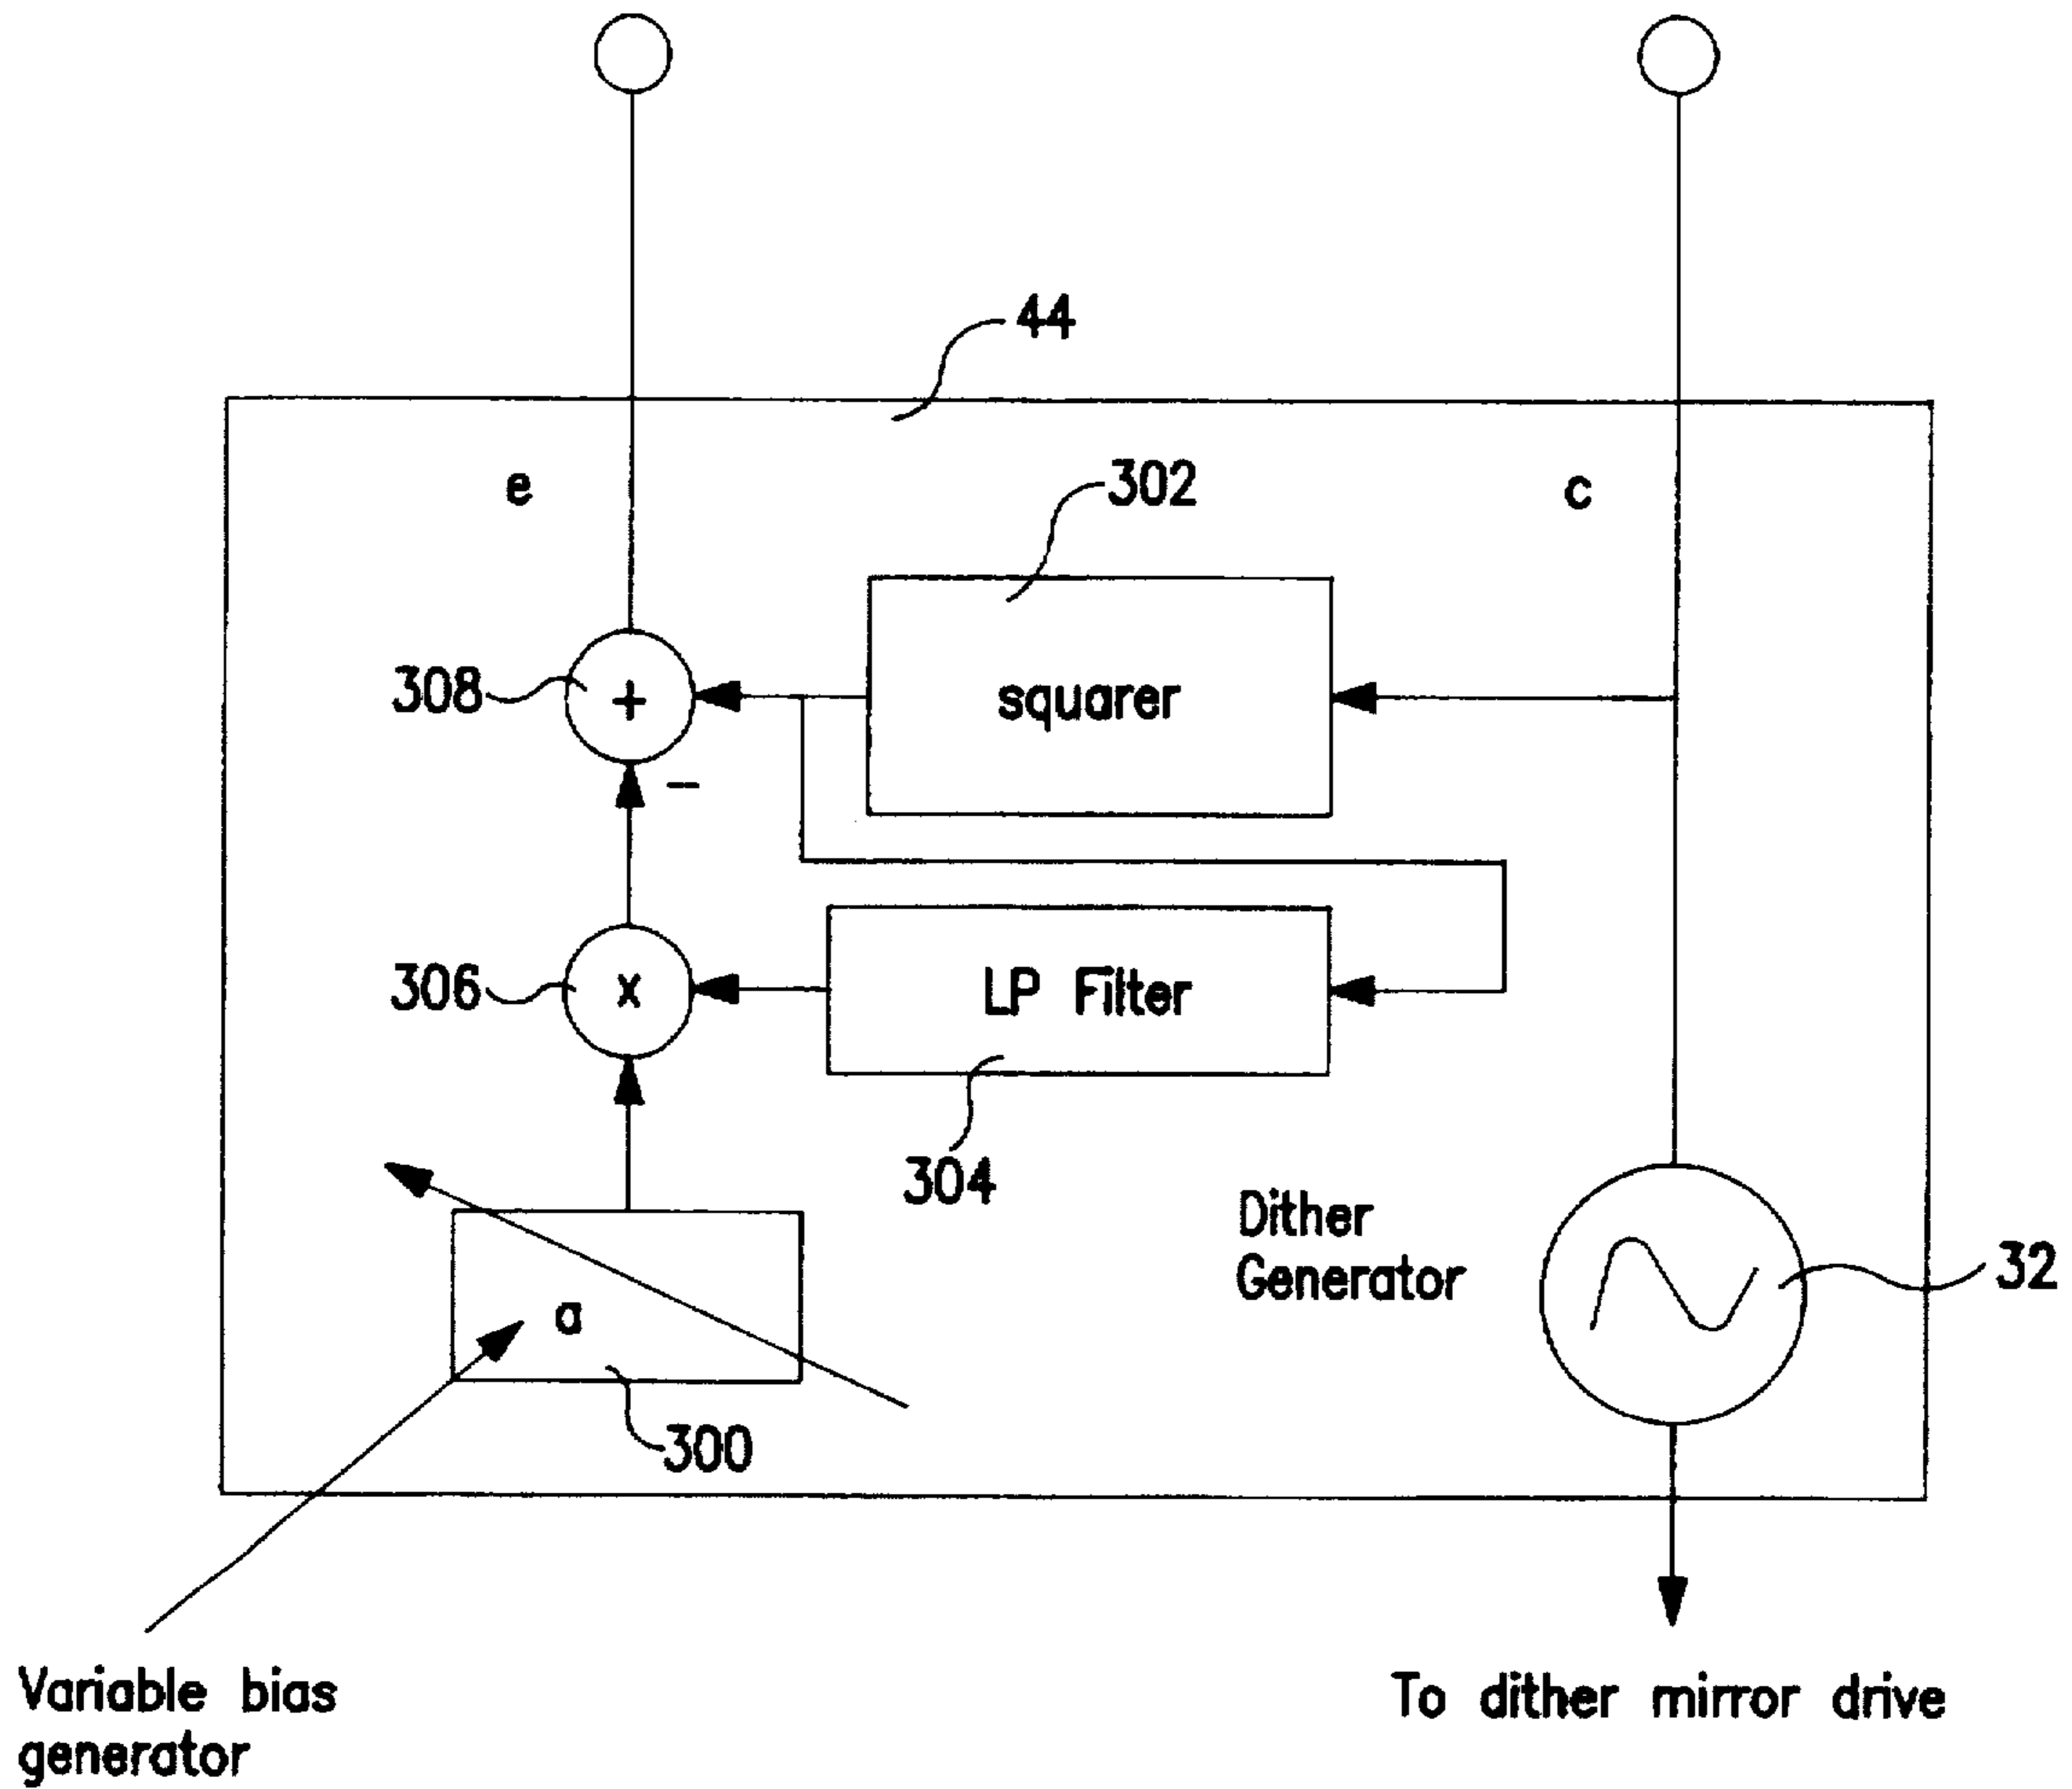 44
e
302
c
308
+
squarer
−
306
x
LP Filter
304
Dither
Generator
32
a
300
Variable bias
generator
To dither mirror drive